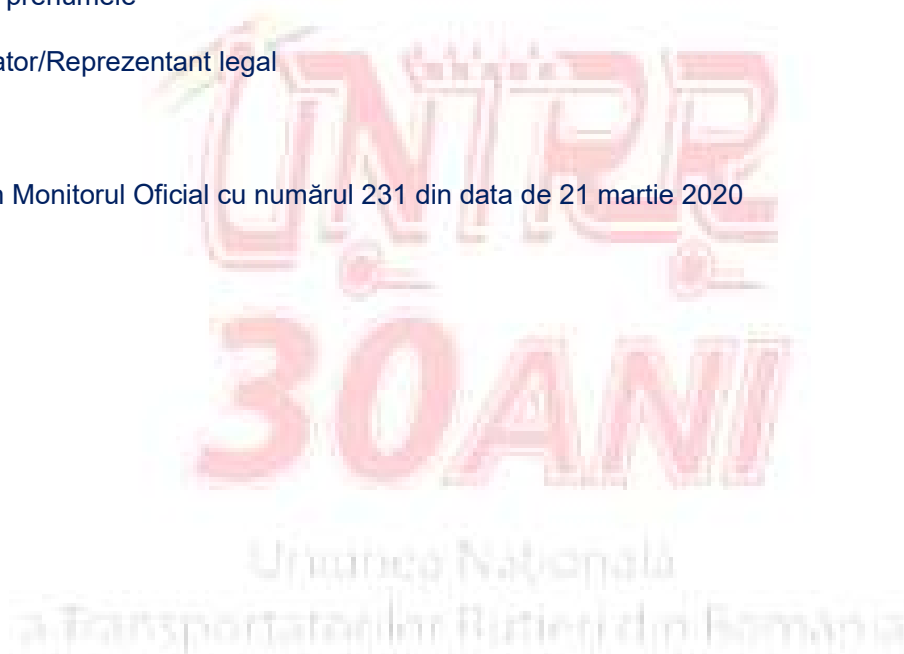 prenumele
ator/Reprezentant legal
n Monitorul Oficial cu numărul 231 din data de 21 martie 2020
UNTRR
30ANI
Uniunea Națională
a Transportatorilor Rutieri din România